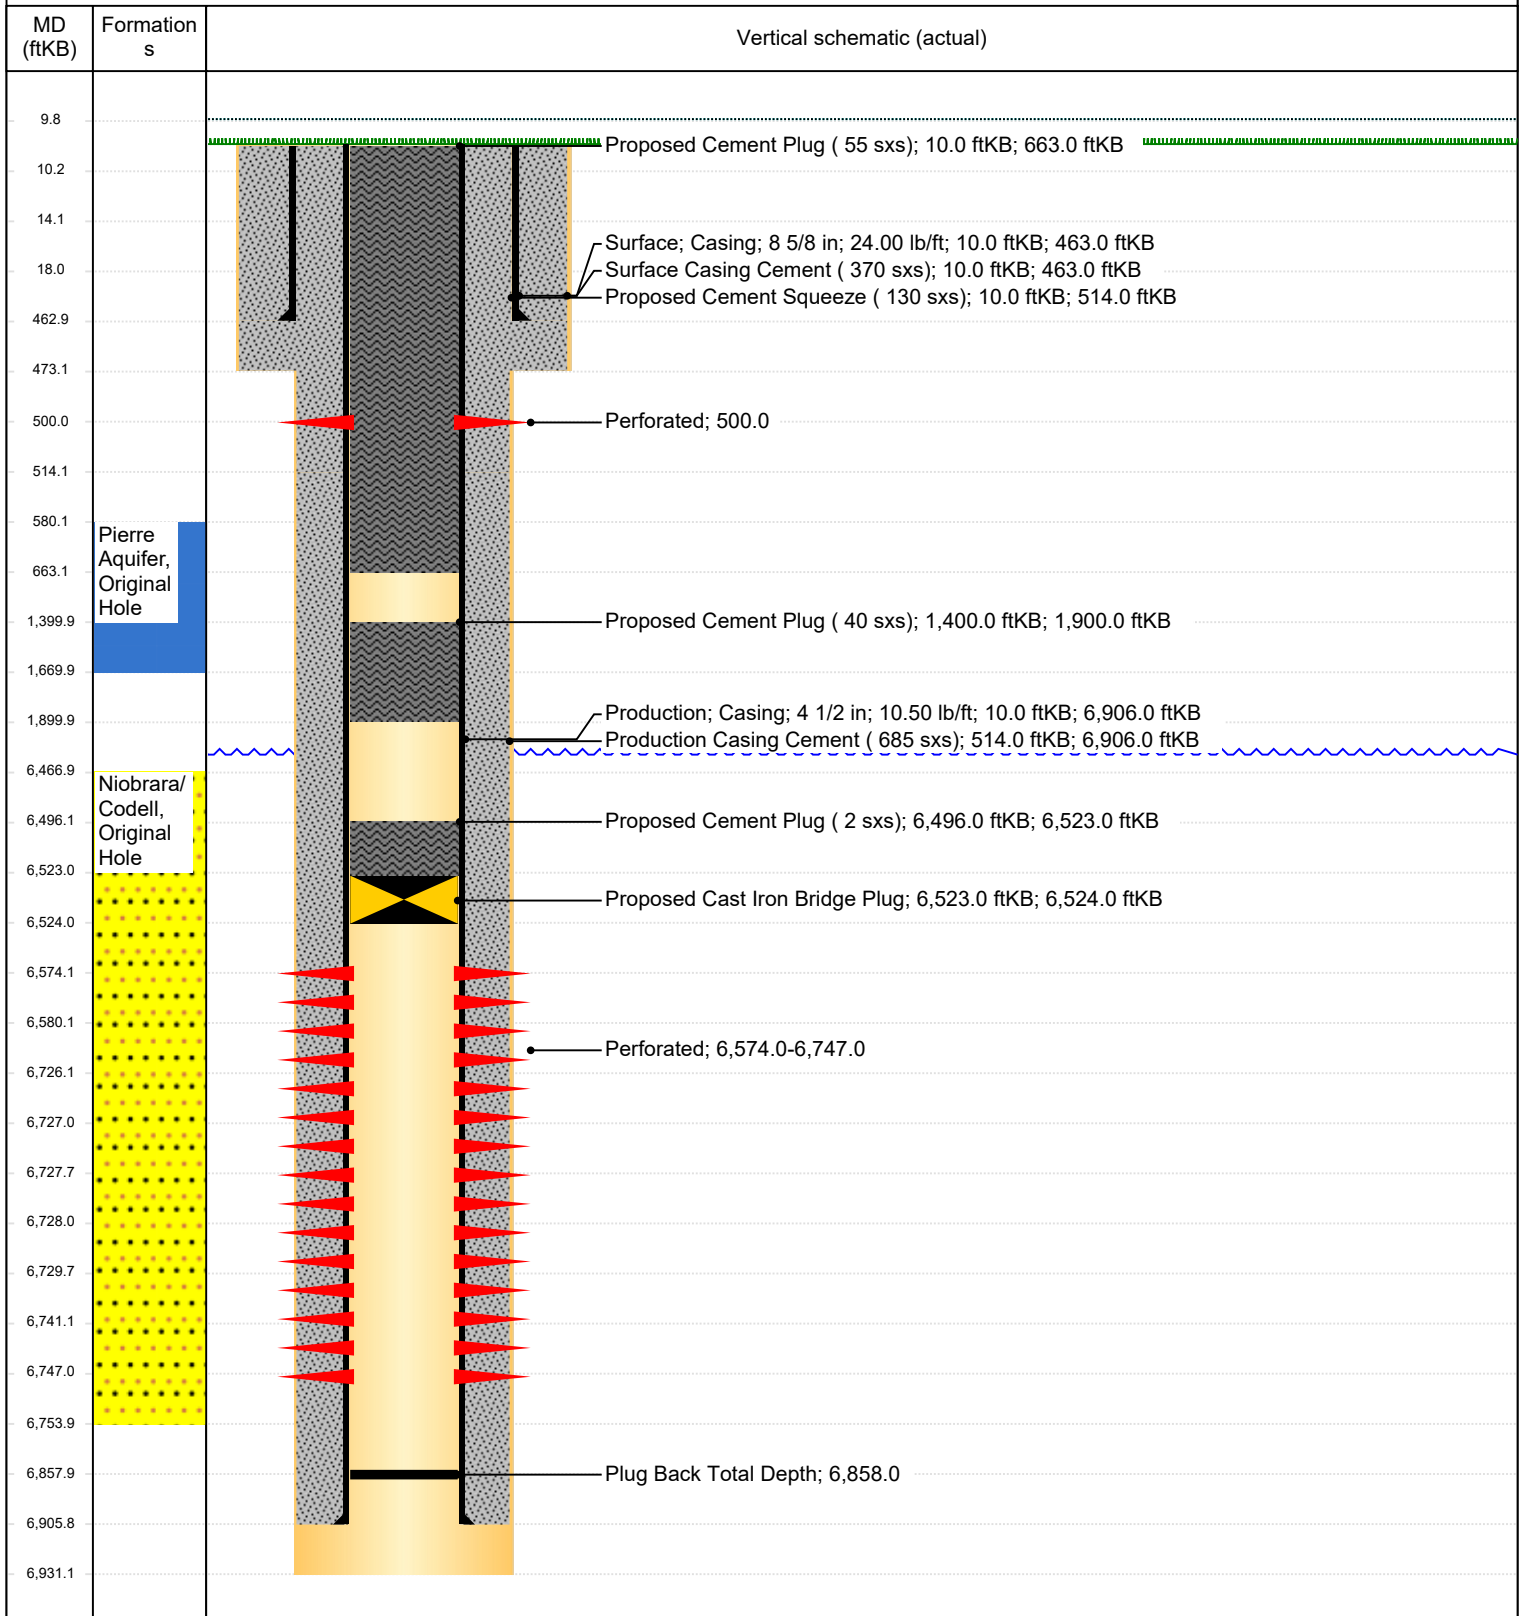 MD
(ftKB)
Formation
s
Vertical schematic (actual)
9.8
Proposed Cement Plug ( 55 sxs); 10.0 ftKB; 663.0 ftKB
10.2
14.1
Surface; Casing; 8 5/8 in; 24.00 lb/ft; 10.0 ftKB; 463.0 ftKB
18.0
Surface Casing Cement ( 370 sxs); 10.0 ftKB; 463.0 ftKB
Proposed Cement Squeeze ( 130 sxs); 10.0 ftKB; 514.0 ftKB
462.9
473.1
500.0
Perforated; 500.0
514.1
580.1
Pierre
Aquifer,
Original
Hole
663.1
1,399.9
Proposed Cement Plug ( 40 sxs); 1,400.0 ftKB; 1,900.0 ftKB
1,669.9
Production; Casing; 4 1/2 in; 10.50 lb/ft; 10.0 ftKB; 6,906.0 ftKB
1,899.9
Production Casing Cement ( 685 sxs); 514.0 ftKB; 6,906.0 ftKB
6,466.9
Niobrara/
Codell,
Original
Hole
6,496.1
Proposed Cement Plug ( 2 sxs); 6,496.0 ftKB; 6,523.0 ftKB
6,523.0
Proposed Cast Iron Bridge Plug; 6,523.0 ftKB; 6,524.0 ftKB
6,524.0
6,574.1
6,580.1
Perforated; 6,574.0-6,747.0
6,726.1
6,727.0
6,727.7
6,728.0
6,729.7
6,741.1
6,747.0
6,753.9
6,857.9
Plug Back Total Depth; 6,858.0
6,905.8
6,931.1